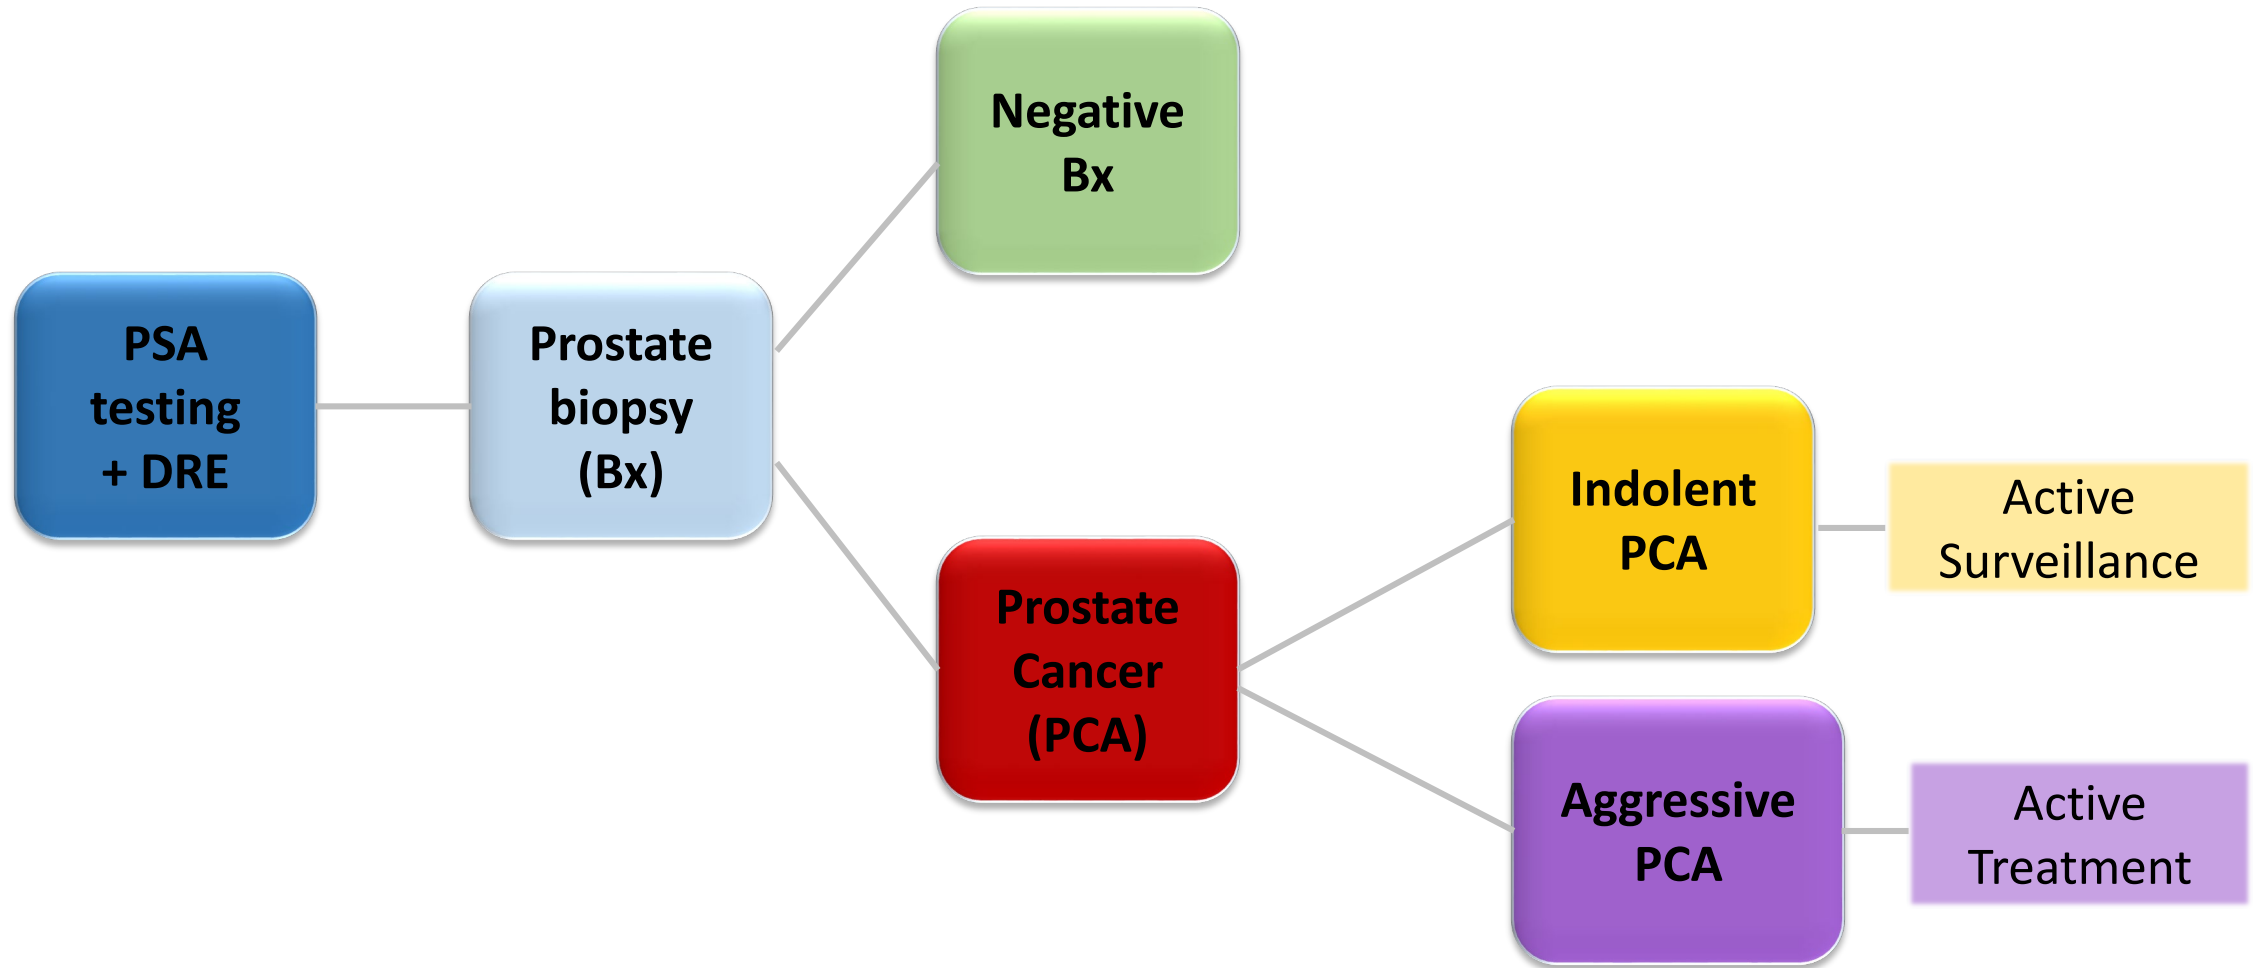 PSA
testing
+ DRE
Prostate
biopsy
(Bx)
Negative
Bx
Prostate
Cancer
(PCA)
Indolent
PCA
Active
Surveillance
Aggressive
PCA
Active
Treatment